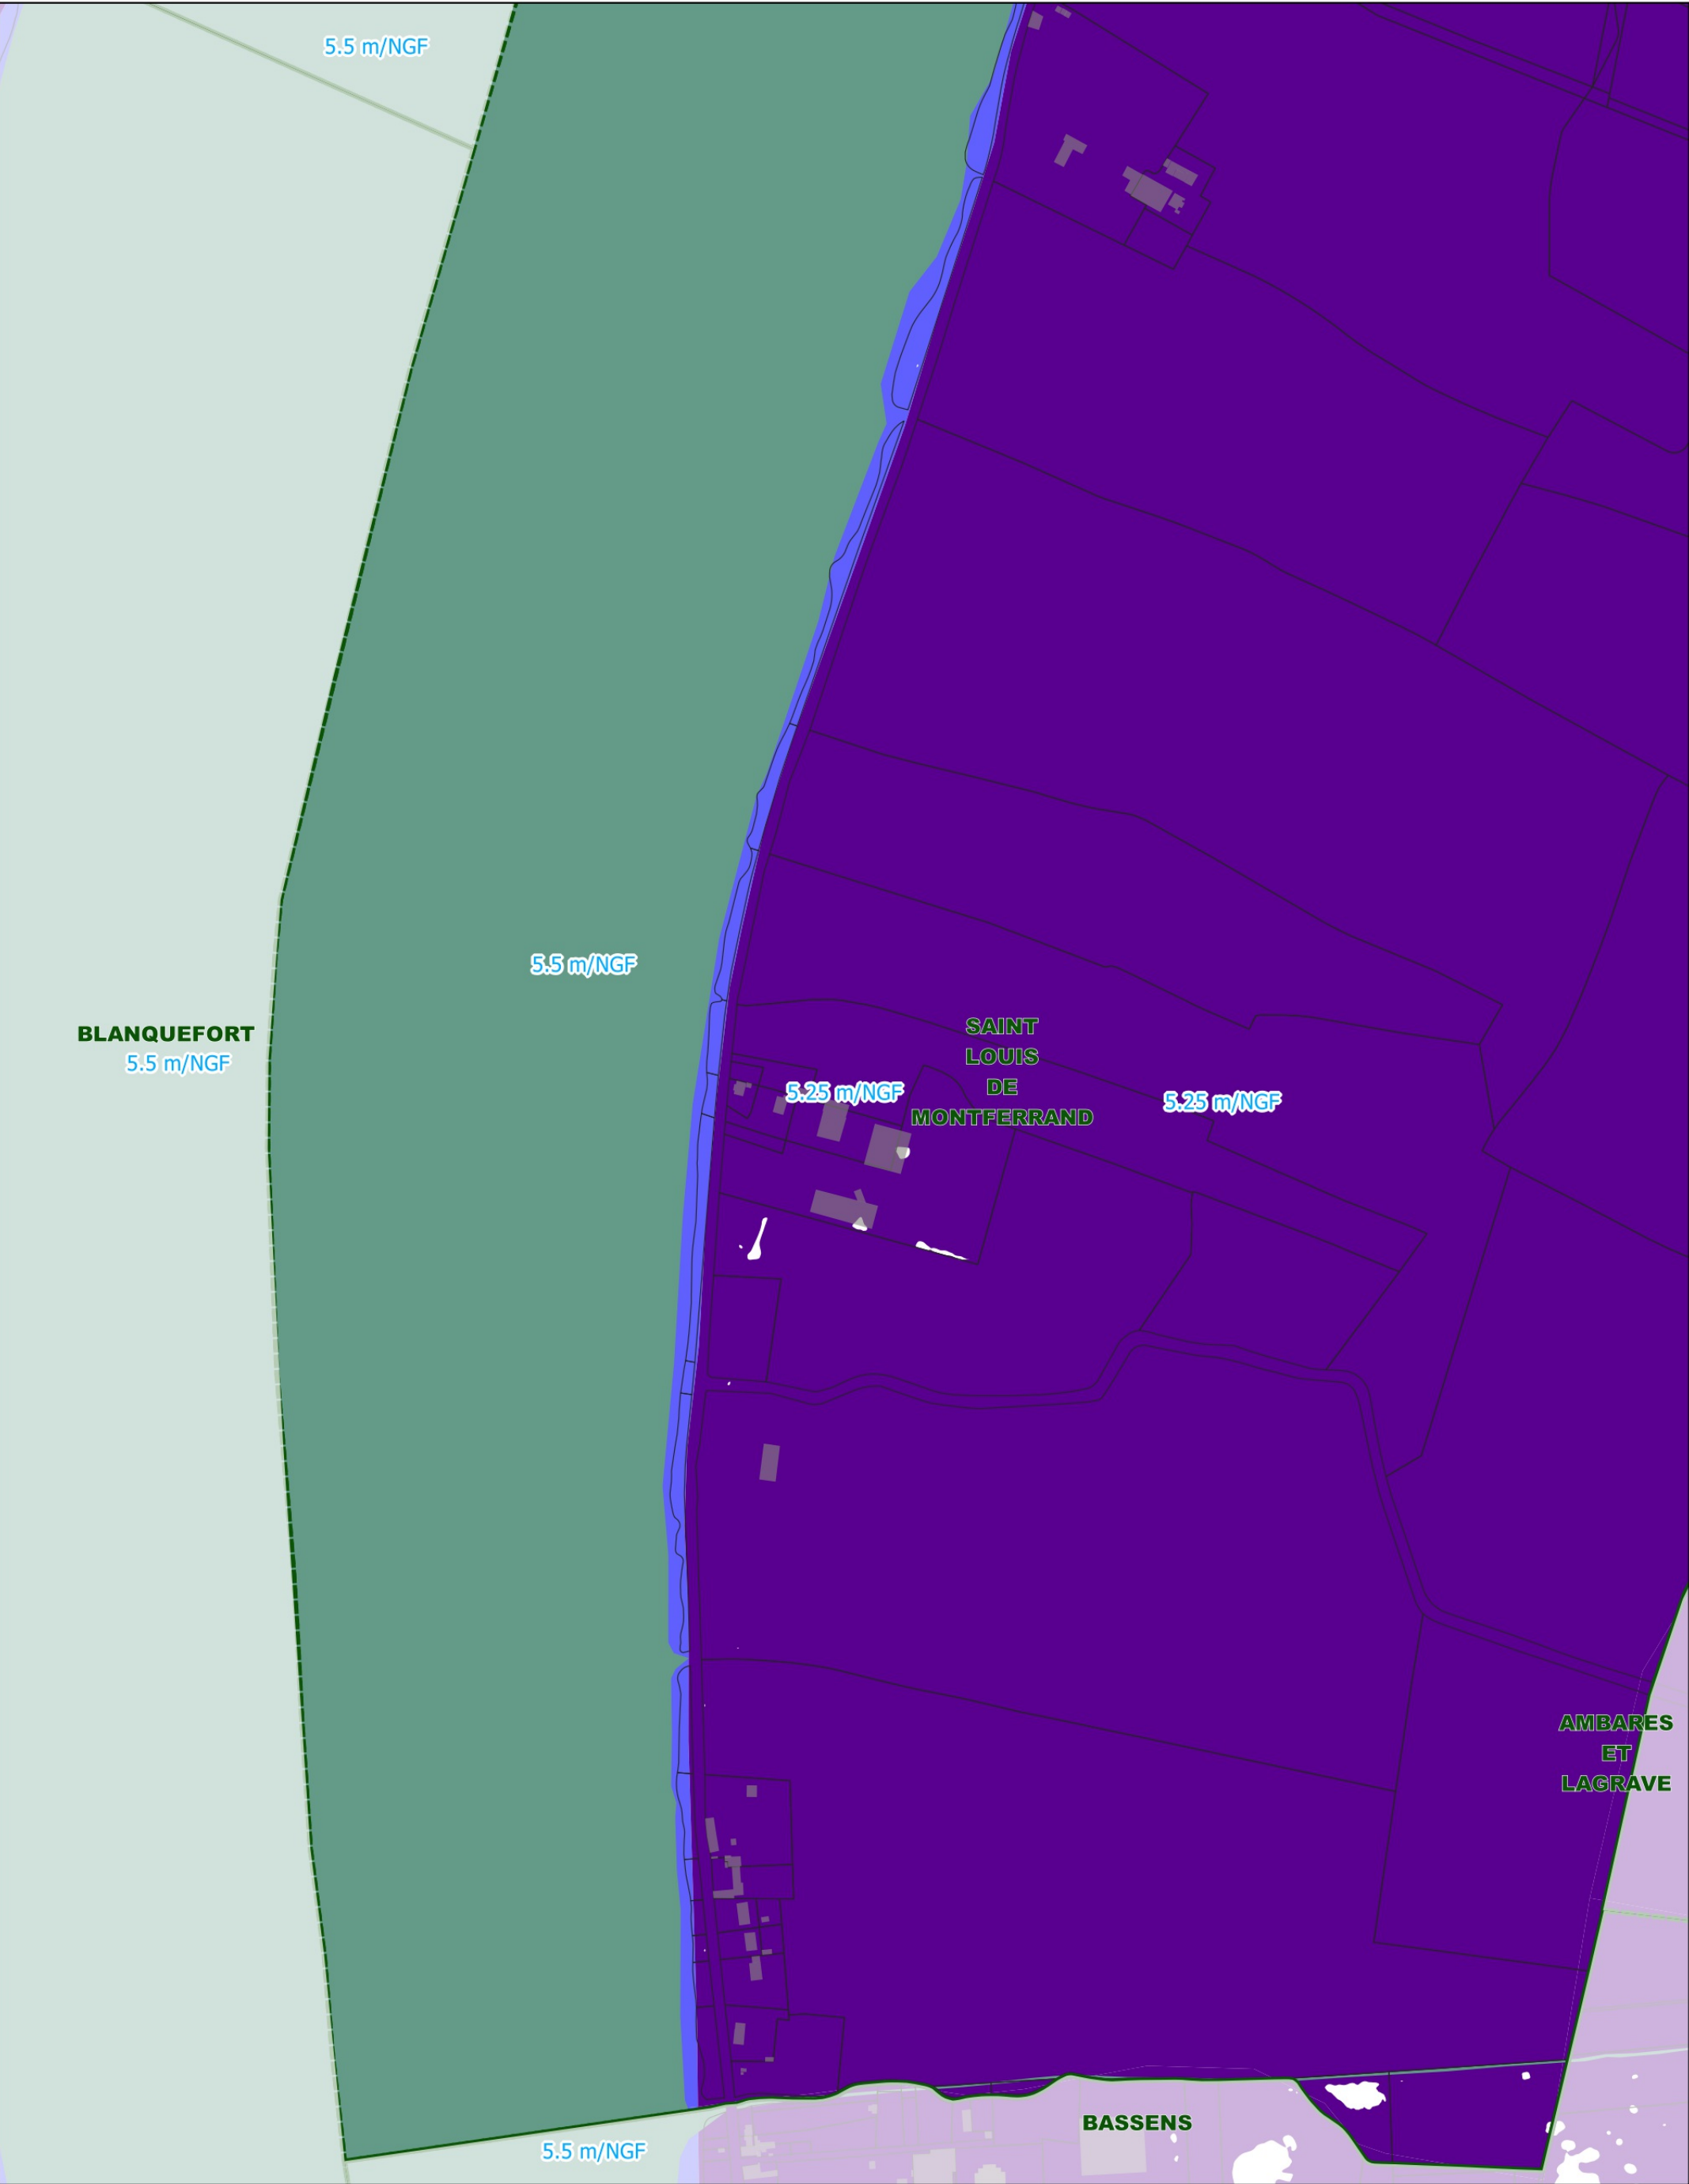 5.5 m/NGF
5.5 m/NGF
BLANQUEFORT
5.5 m/NGF
SAINT
LOUIS
DE
MONTFERRAND
5.25 m/NGF
5.25 m/NGF
AMBARES
ET
LAGRAVE
BASSENS
5.5 m/NGF